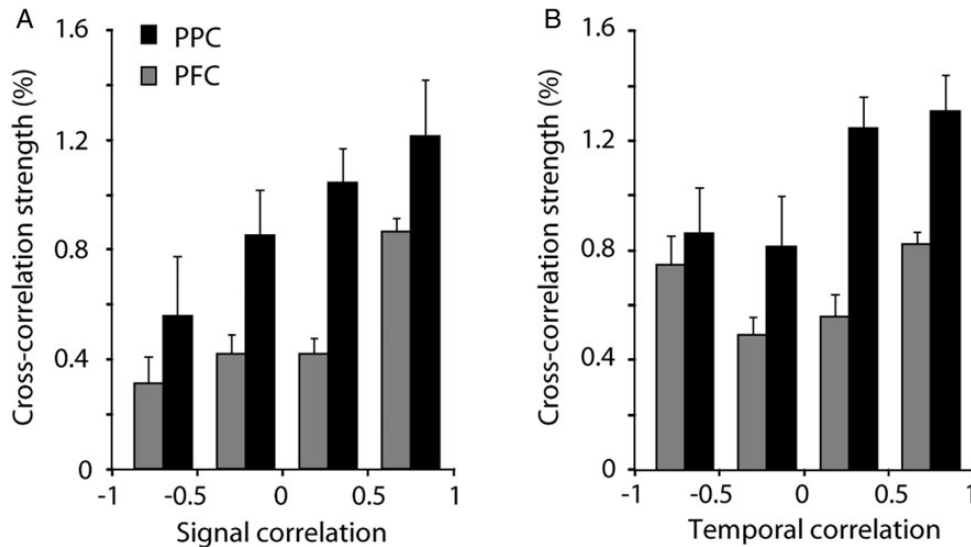 A
Cross-correlation strength (%)
1.6
1.2
0.8
0.4
0
PPC
PFC
-1 -0.5 0 0.5 1
Signal correlation
B
Cross-correlation strength (%)
1.6
1.2
0.8
0.4
0
-1 -0.5 0 0.5 1
Temporal correlation